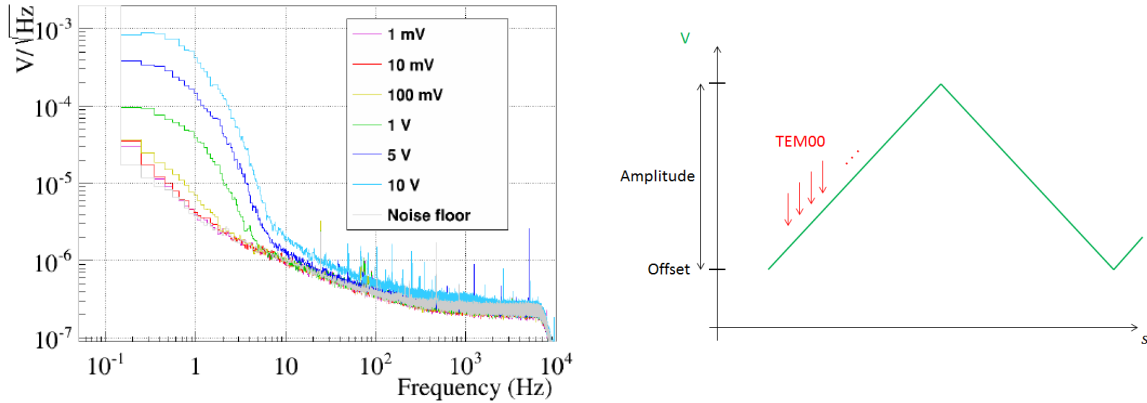 V/√Hz
10⁻³
10⁻⁴
10⁻⁵
10⁻⁶
10⁻⁷
1 mV
10 mV
100 mV
1 V
5 V
10 V
Noise floor
10⁻¹
1
10
10²
10³
10⁴
Frequency (Hz)
V
TEM00
...
Amplitude
Offset
s